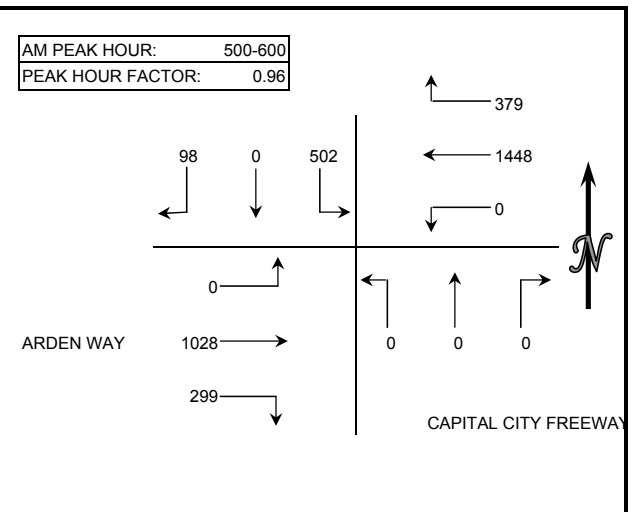 AM PEAK HOUR: 500-600
PEAK HOUR FACTOR: 0.96
379
98 0 502
1448
0
N
0
ARDEN WAY 1028
0 0 0
299
CAPITAL CITY FREEWAY